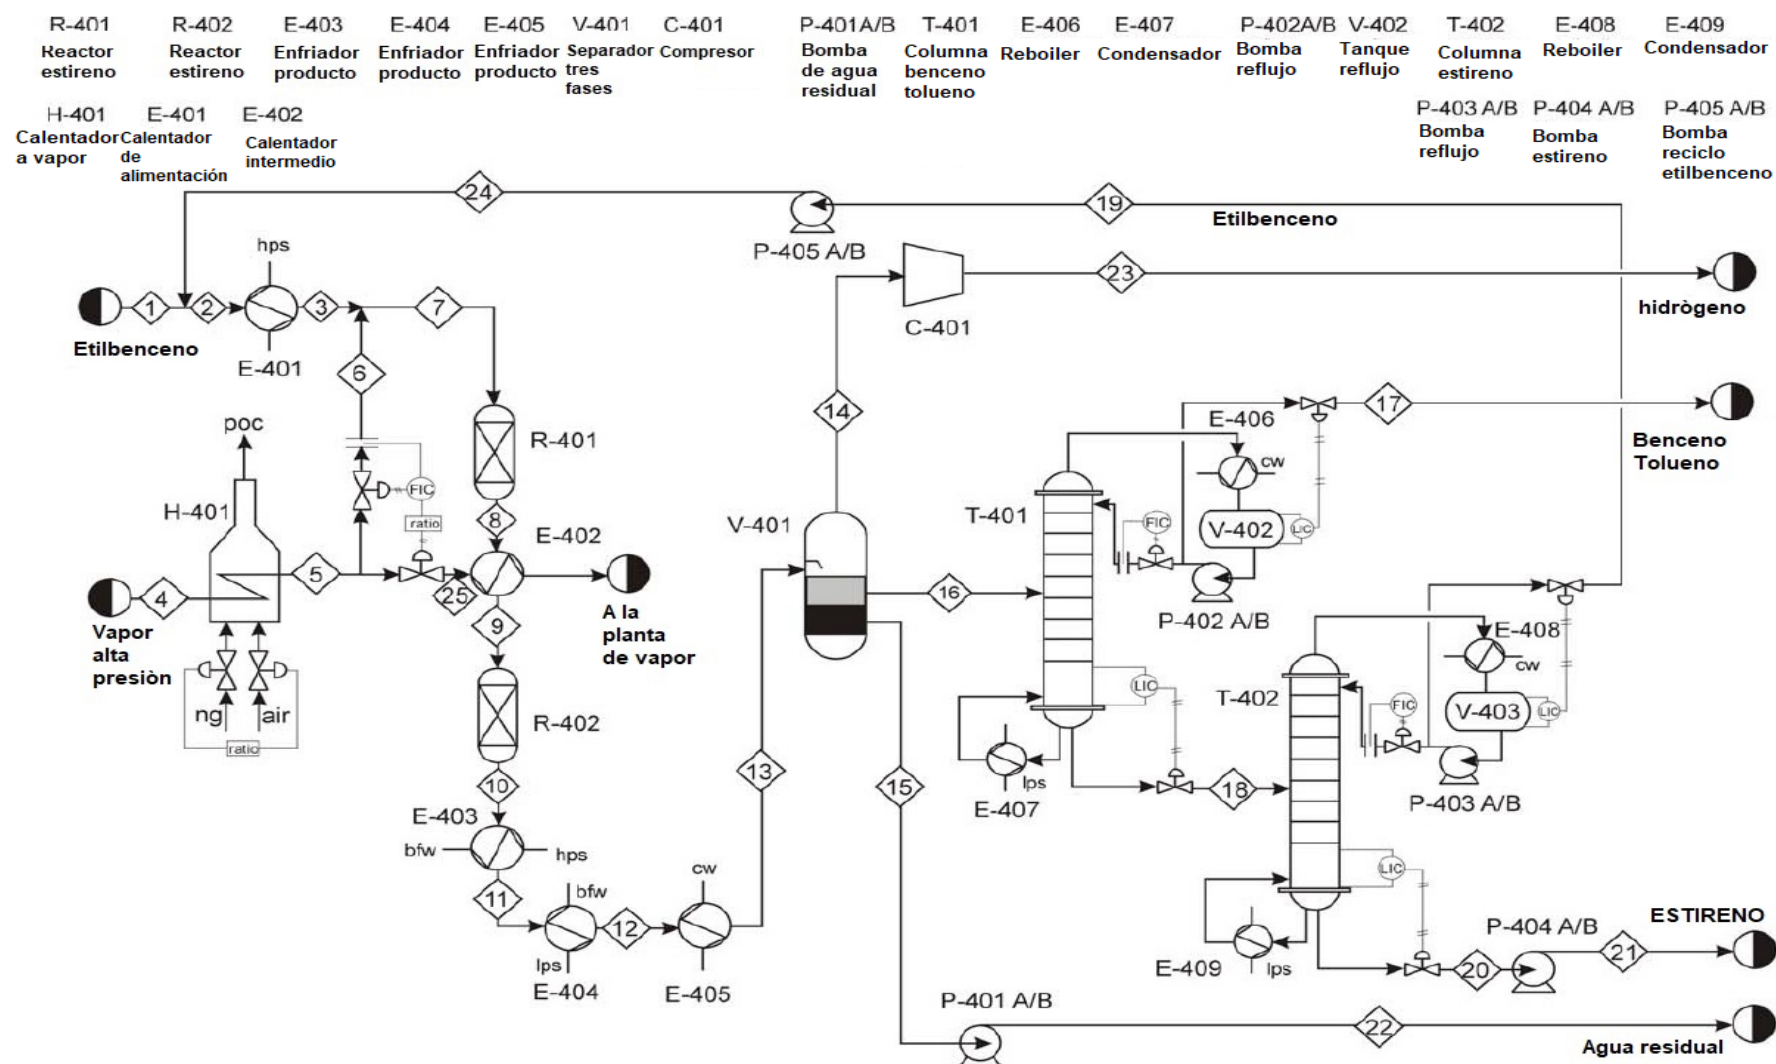 R-401 R-402 E-403 E-404 E-405 V-401 C-401 P-401A/B T-401 E-406 E-407 P-402A/B V-402 T-402 E-408 E-409
Reactor
estireno
Reactor
estireno
Enfriador
producto
Enfriador
producto
Enfriador
producto
Separador
tres
fases
Compresor
Bomba
de agua
residual
Columna
benceno
tolueno
Reboiler
Condensador
Bomba
reflujo
Tanque
reflujo
Columna
estireno
Reboiler
Condensador
H-401 E-401 E-402
Calentador
a vapor
Calentador
de
alimentación
Calentador
intermedio
P-403 A/B P-404 A/B P-405 A/B
Bomba
reflujo
Bomba
estireno
Bomba
reciclo
etilbenceno
24
19
Etilbenceno
P-405 A/B
hps
23
hidrògeno
C-401
1
2
3
7
Etilbenceno
E-401
6
14
17
E-406
cw
Benceno
Tolueno
poc
R-401
H-401
FIC
ratio
8
E-402
V-401
T-401
FIC
V-402
LIC
5
4
25
9
A la
planta
de vapor
Vapor
alta
presiòn
16
P-402 A/B
E-408
cw
LIC
T-402
FIC
V-403
LIC
ng
air
ratio
R-402
13
15
10
lps
E-407
18
P-403 A/B
E-403
bfw
hps
cw
LIC
11
bfw
12
lps
E-404
E-405
ESTIRENO
P-404 A/B
21
E-409
lps
20
P-401 A/B
22
Agua residual